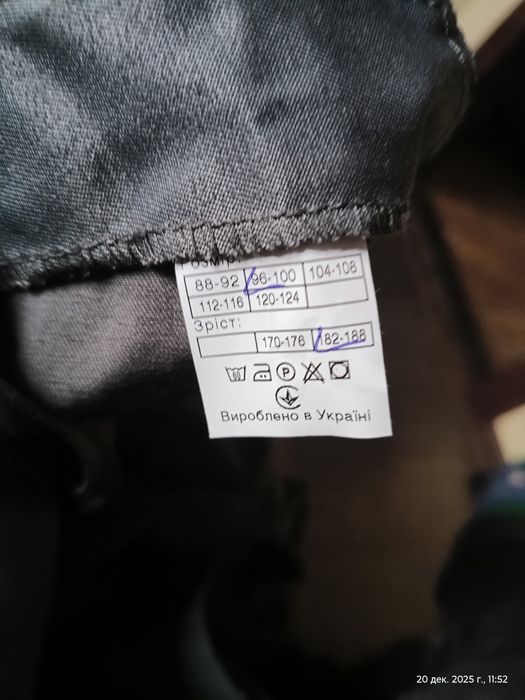 Розмір:
88-92 96-100 104-108
112-116 120-124
Зріст:
170-176 182-188
P
Вироблено в Україні
20 дек. 2025 г., 11:52